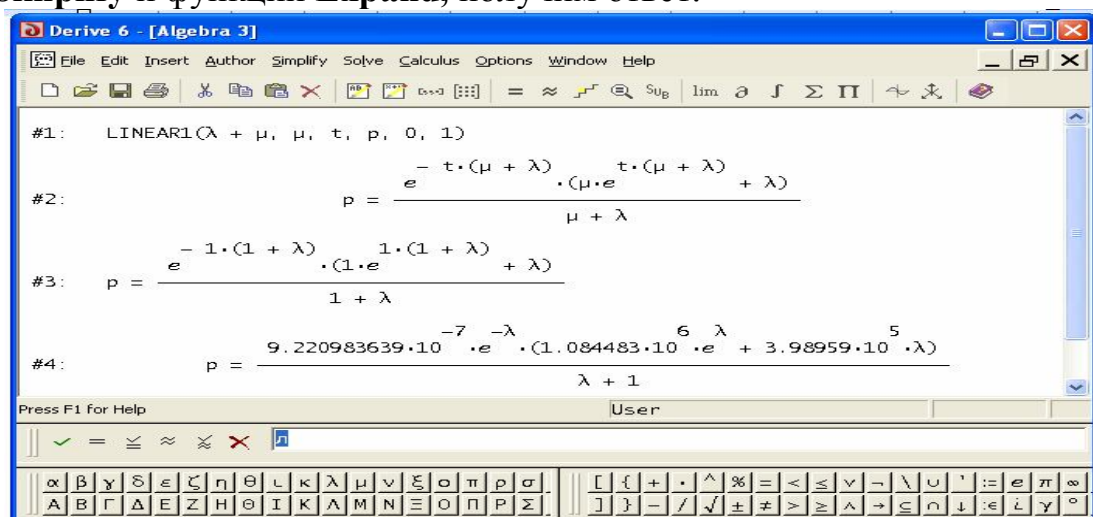 Derive 6 - [Algebra 3]
File Edit Insert Author Simplify Solve Calculus Options Window Help
= ≈ SUB lim ∂ ∫ Σ Π
#1: LINEAR1(λ + μ, μ, t, p, 0, 1)
#2: p = e^(- t·(μ + λ))·(μ·e^(t·(μ + λ)) + λ) / (μ + λ)
#3: p = e^(- 1·(1 + λ))·(1·e^(1·(1 + λ)) + λ) / (1 + λ)
#4: p = 9.220983639·10^(-7)·e^(-λ)·(1.084483·10^6·e^λ + 3.98959·10^5·λ) / (λ + 1)
Press F1 for Help User
= ≈ л
α β γ δ ε ζ η θ ι κ λ μ ν ξ ο π ρ σ [ { + · ^ % = < ≤ ∨ ¬ \ ∪ ' := e π ∞
Α Β Γ Δ Ε Ζ Η Θ Ι Κ Λ Μ Ν Ξ Ο Π Ρ Σ ] } - / √ ± ≠ > ≥ ∧ → ⊆ ∩ ↓ :∈ i γ °